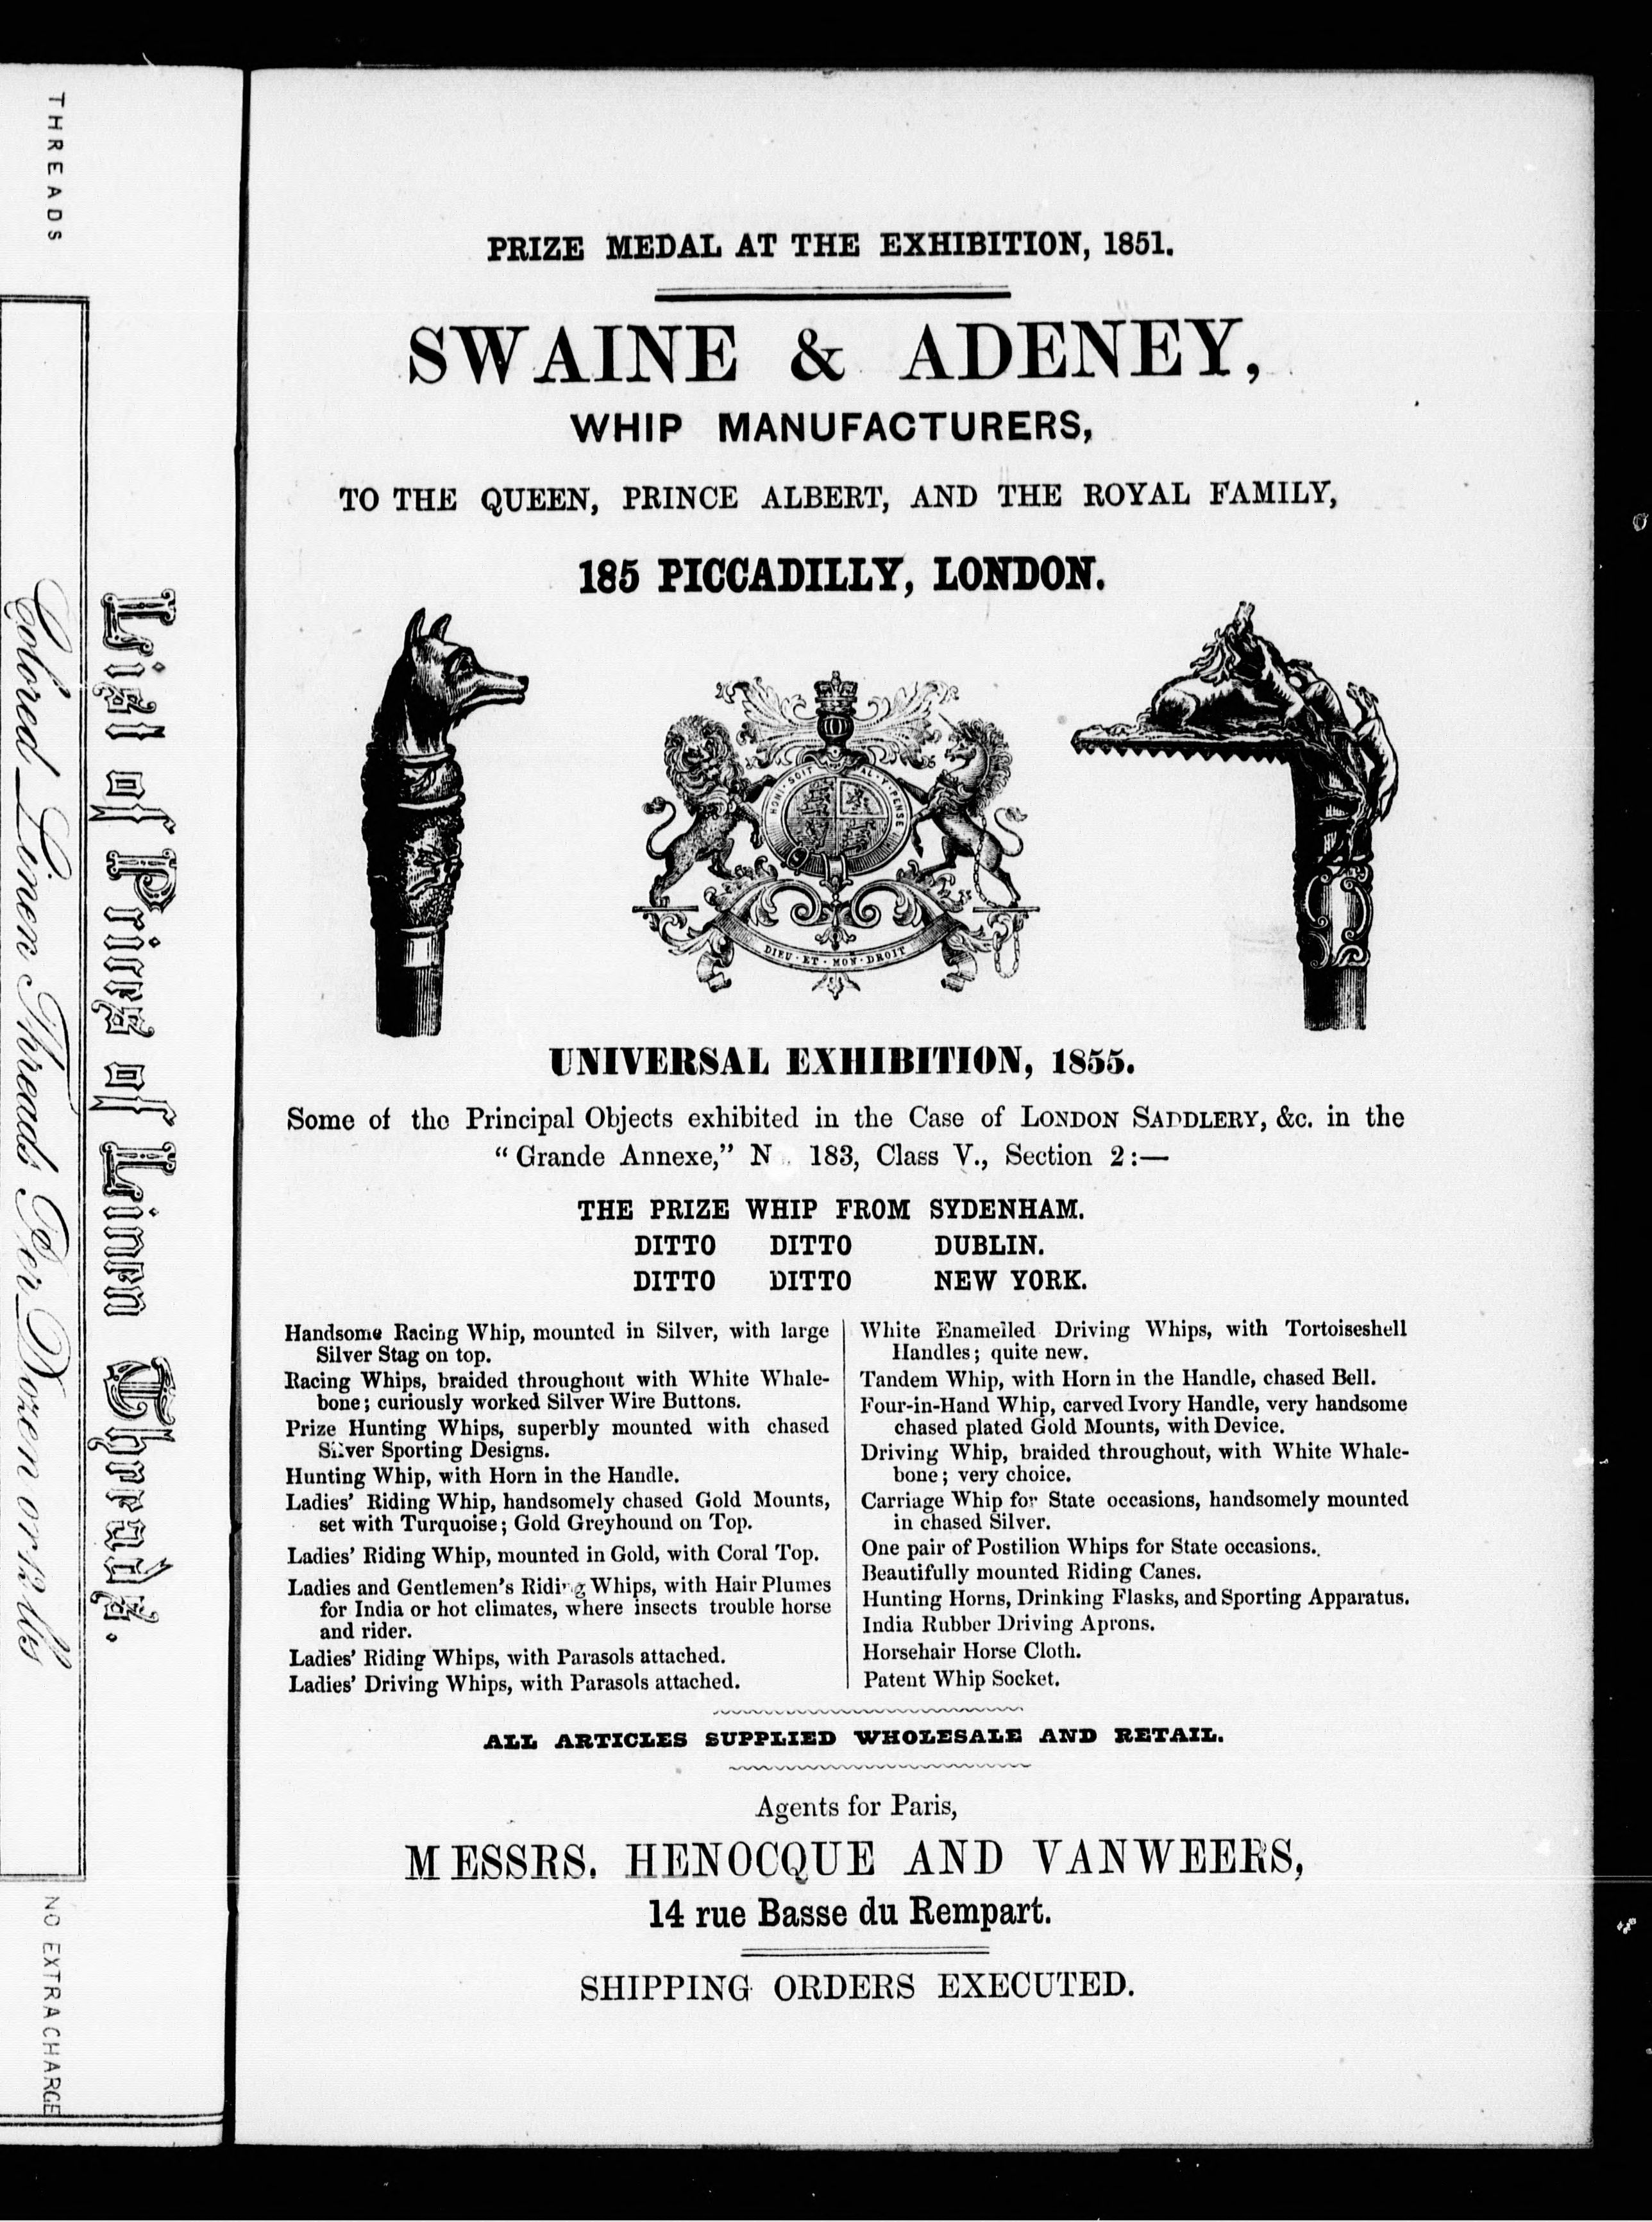 THREADS
List of Prices of Linen Threads.
Colored Linen Threads Per Dozen or 12 lbs
NO EXTRA CHARGE
PRIZE MEDAL AT THE EXHIBITION, 1851.
SWAINE & ADENEY,
WHIP MANUFACTURERS,
TO THE QUEEN, PRINCE ALBERT, AND THE ROYAL FAMILY,
185 PICCADILLY, LONDON.
HONI · SOIT · · AL · Y · PENSE
DIEU · ET · MON · DROIT
UNIVERSAL EXHIBITION, 1855.
Some of the Principal Objects exhibited in the Case of LONDON SADDLERY, &c. in the
"Grande Annexe," N 183, Class V., Section 2:—
THE PRIZE WHIP FROM SYDENHAM.
DITTO DITTO DUBLIN.
DITTO DITTO NEW YORK.
Handsome Racing Whip, mounted in Silver, with large
Silver Stag on top.
Racing Whips, braided throughout with White Whale-
bone; curiously worked Silver Wire Buttons.
Prize Hunting Whips, superbly mounted with chased
Silver Sporting Designs.
Hunting Whip, with Horn in the Handle.
Ladies' Riding Whip, handsomely chased Gold Mounts,
set with Turquoise; Gold Greyhound on Top.
Ladies' Riding Whip, mounted in Gold, with Coral Top.
Ladies and Gentlemen's Riding Whips, with Hair Plumes
for India or hot climates, where insects trouble horse
and rider.
Ladies' Riding Whips, with Parasols attached.
Ladies' Driving Whips, with Parasols attached.
White Enamelled Driving Whips, with Tortoiseshell
Handles; quite new.
Tandem Whip, with Horn in the Handle, chased Bell.
Four-in-Hand Whip, carved Ivory Handle, very handsome
chased plated Gold Mounts, with Device.
Driving Whip, braided throughout, with White Whale-
bone; very choice.
Carriage Whip for State occasions, handsomely mounted
in chased Silver.
One pair of Postilion Whips for State occasions.
Beautifully mounted Riding Canes.
Hunting Horns, Drinking Flasks, and Sporting Apparatus.
India Rubber Driving Aprons.
Horsehair Horse Cloth.
Patent Whip Socket.
ALL ARTICLES SUPPLIED WHOLESALE AND RETAIL.
Agents for Paris,
MESSRS. HENOCQUE AND VANWEERS,
14 rue Basse du Rempart.
SHIPPING ORDERS EXECUTED.